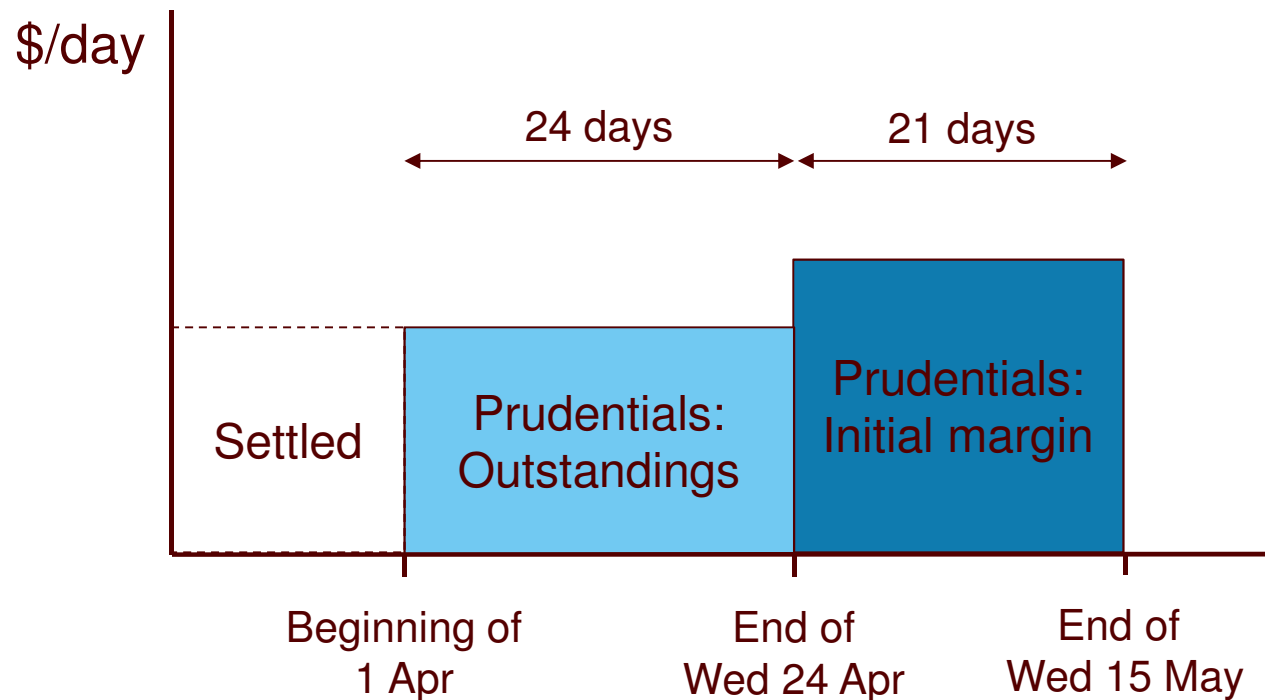 $/day
24 days
21 days
Settled
Prudentials:
Outstandings
Prudentials:
Initial margin
Beginning of
1 Apr
End of
Wed 24 Apr
End of
Wed 15 May